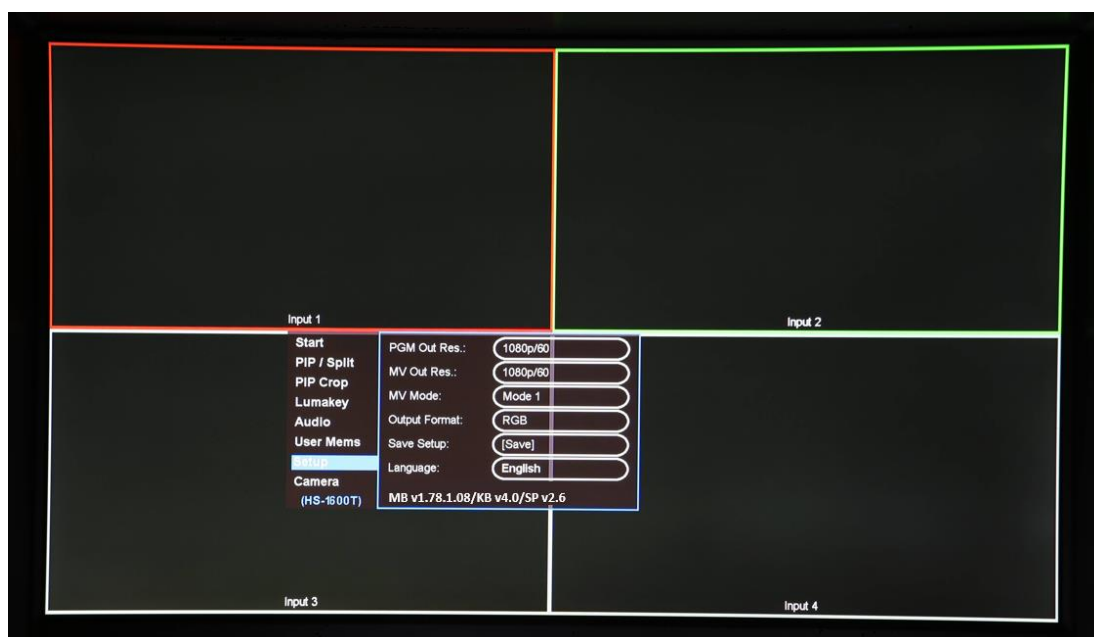 Input 1
Input 2
Start
PIP / Split
PIP Crop
Lumakey
Audio
User Mems
Setup
Camera
(HS-1600T)
PGM Out Res.: 1080p/60
MV Out Res.: 1080p/60
MV Mode: Mode 1
Output Format: RGB
Save Setup: [Save]
Language: English
MB v1.78.1.08/KB v4.0/SP v2.6
Input 3
Input 4